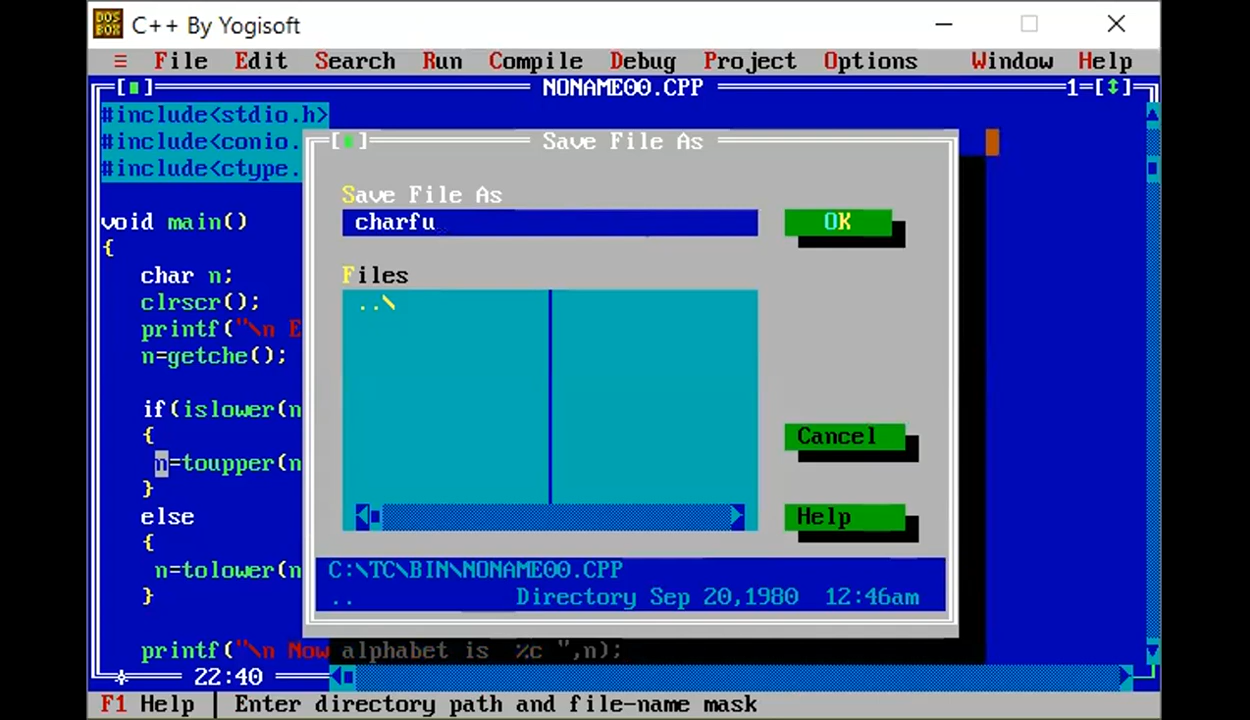 C++ By Yogisoft
≡ File Edit Search Run Compile Debug Project Options Window Help
[■] NONAME00.CPP 1=[↕]
#include<stdio.h>
#include<conio.
#include<ctype.
void main()
{
char n;
clrscr();
printf("\n E
n=getche();
if(islower(n
{
n=toupper(n
}
else
{
n=tolower(n
}
printf("\n Now alphabet is %c ",n);
22:40
[■] Save File As
Save File As
charfu
OK
Files
..\
Cancel
Help
C:\TC\BIN\NONAME00.CPP
.. Directory Sep 20,1980 12:46am
F1 Help │ Enter directory path and file-name mask